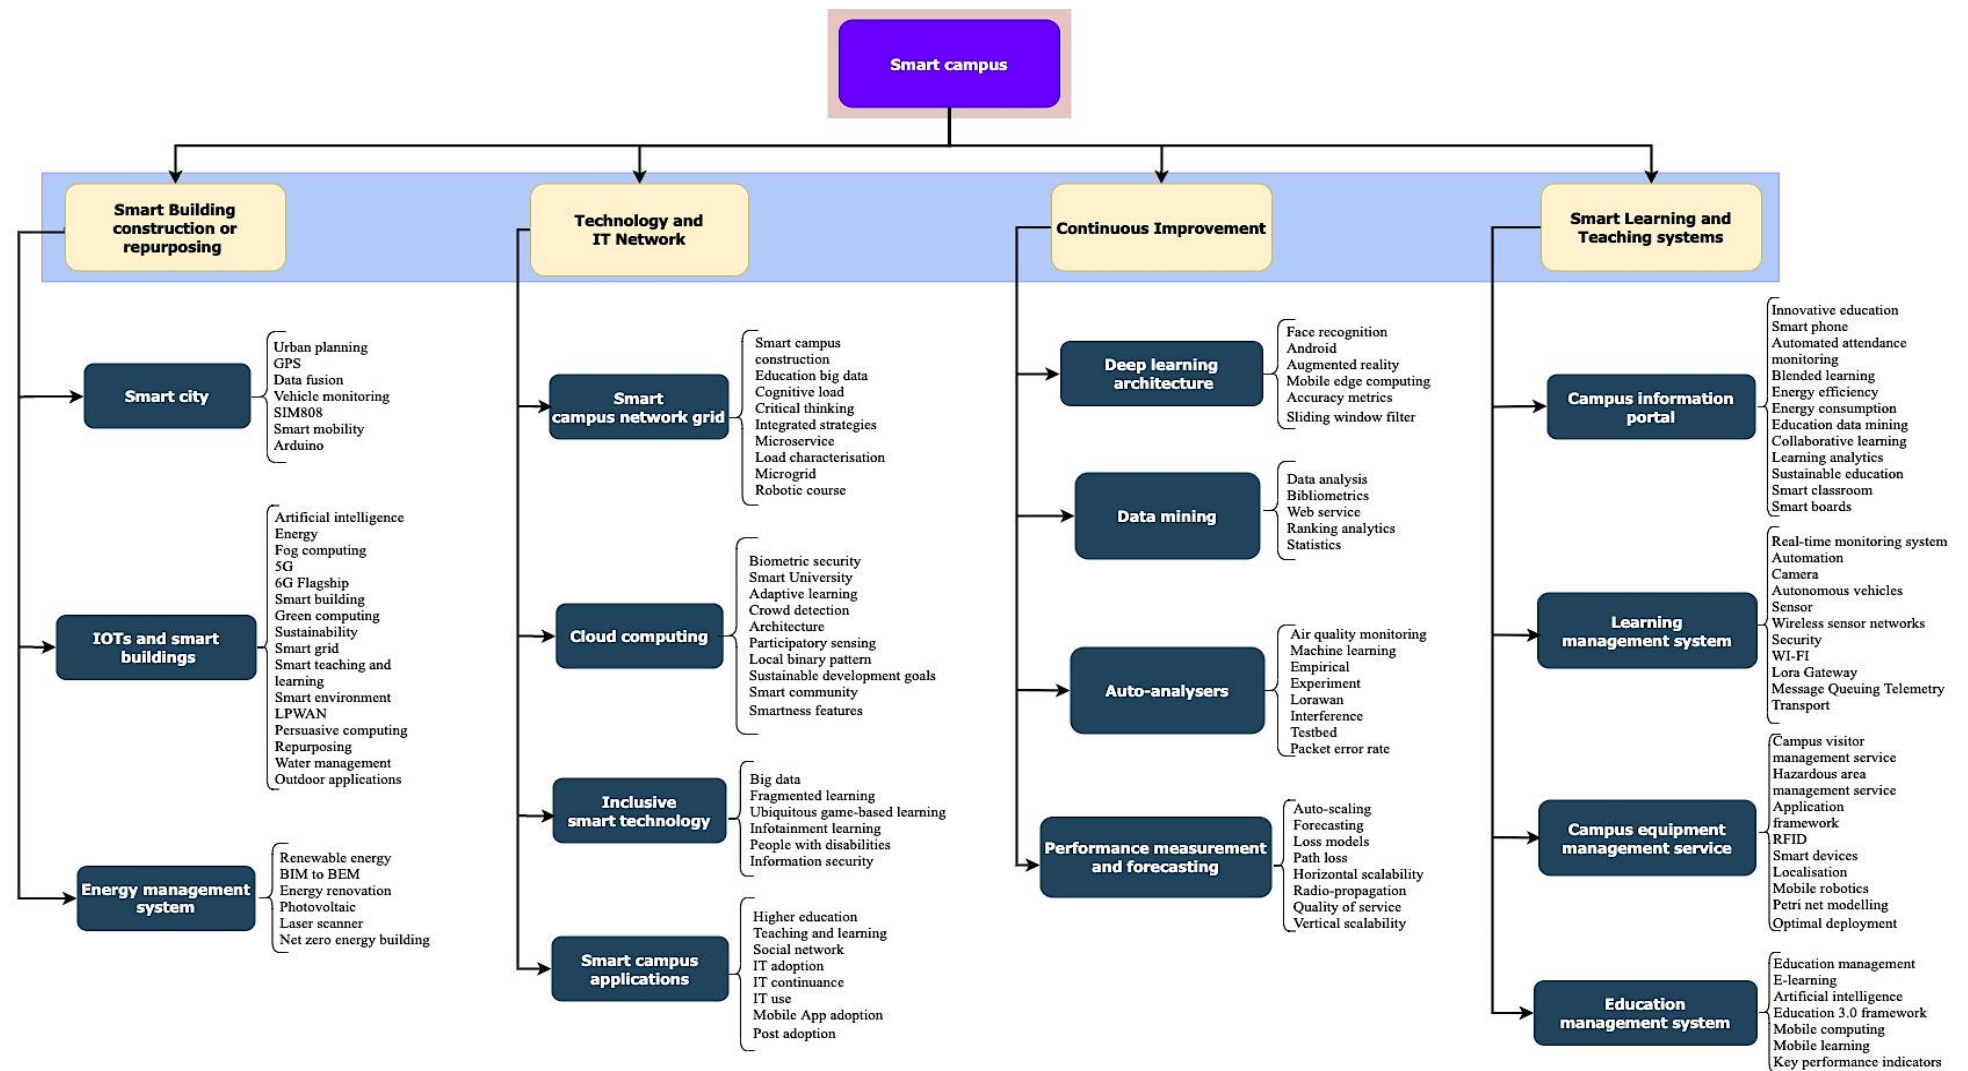 Smart campus
Smart Building
construction or
repurposing
Technology and
IT Network
Continuous Improvement
Smart Learning and
Teaching systems
Smart city
Urban planning
GPS
Data fusion
Vehicle monitoring
SIM808
Smart mobility
Arduino
IOTs and smart
buildings
Artificial intelligence
Energy
Fog computing
5G
6G Flagship
Smart building
Green computing
Sustainability
Smart grid
Smart teaching and
learning
Smart environment
LPWAN
Persuasive computing
Repurposing
Water management
Outdoor applications
Energy management
system
Renewable energy
BIM to BEM
Energy renovation
Photovoltaic
Laser scanner
Net zero energy building
Smart
campus network grid
Smart campus
construction
Education big data
Cognitive load
Critical thinking
Integrated strategies
Microservice
Load characterisation
Microgrid
Robotic course
Cloud computing
Biometric security
Smart University
Adaptive learning
Crowd detection
Architecture
Participatory sensing
Local binary pattern
Sustainable development goals
Smart community
Smartness features
Inclusive
smart technology
Big data
Fragmented learning
Ubiquitous game-based learning
Infotainment learning
People with disabilities
Information security
Smart campus
applications
Higher education
Teaching and learning
Social network
IT adoption
IT continuance
IT use
Mobile App adoption
Post adoption
Deep learning
architecture
Face recognition
Android
Augmented reality
Mobile edge computing
Accuracy metrics
Sliding window filter
Data mining
Data analysis
Bibliometrics
Web service
Ranking analytics
Statistics
Auto-analysers
Air quality monitoring
Machine learning
Empirical
Experiment
Lorawan
Interference
Testbed
Packet error rate
Performance measurement
and forecasting
Auto-scaling
Forecasting
Loss models
Path loss
Horizontal scalability
Radio-propagation
Quality of service
Vertical scalability
Campus information
portal
Innovative education
Smart phone
Automated attendance
monitoring
Blended learning
Energy efficiency
Energy consumption
Education data mining
Collaborative learning
Learning analytics
Sustainable education
Smart classroom
Smart boards
Learning
management system
Real-time monitoring system
Automation
Camera
Autonomous vehicles
Sensor
Wireless sensor networks
Security
WI-FI
Lora Gateway
Message Queuing Telemetry
Transport
Campus equipment
management service
Campus visitor
management service
Hazardous area
management service
Application
framework
RFID
Smart devices
Localisation
Mobile robotics
Petri net modelling
Optimal deployment
Education
management system
Education management
E-learning
Artificial intelligence
Education 3.0 framework
Mobile computing
Mobile learning
Key performance indicators